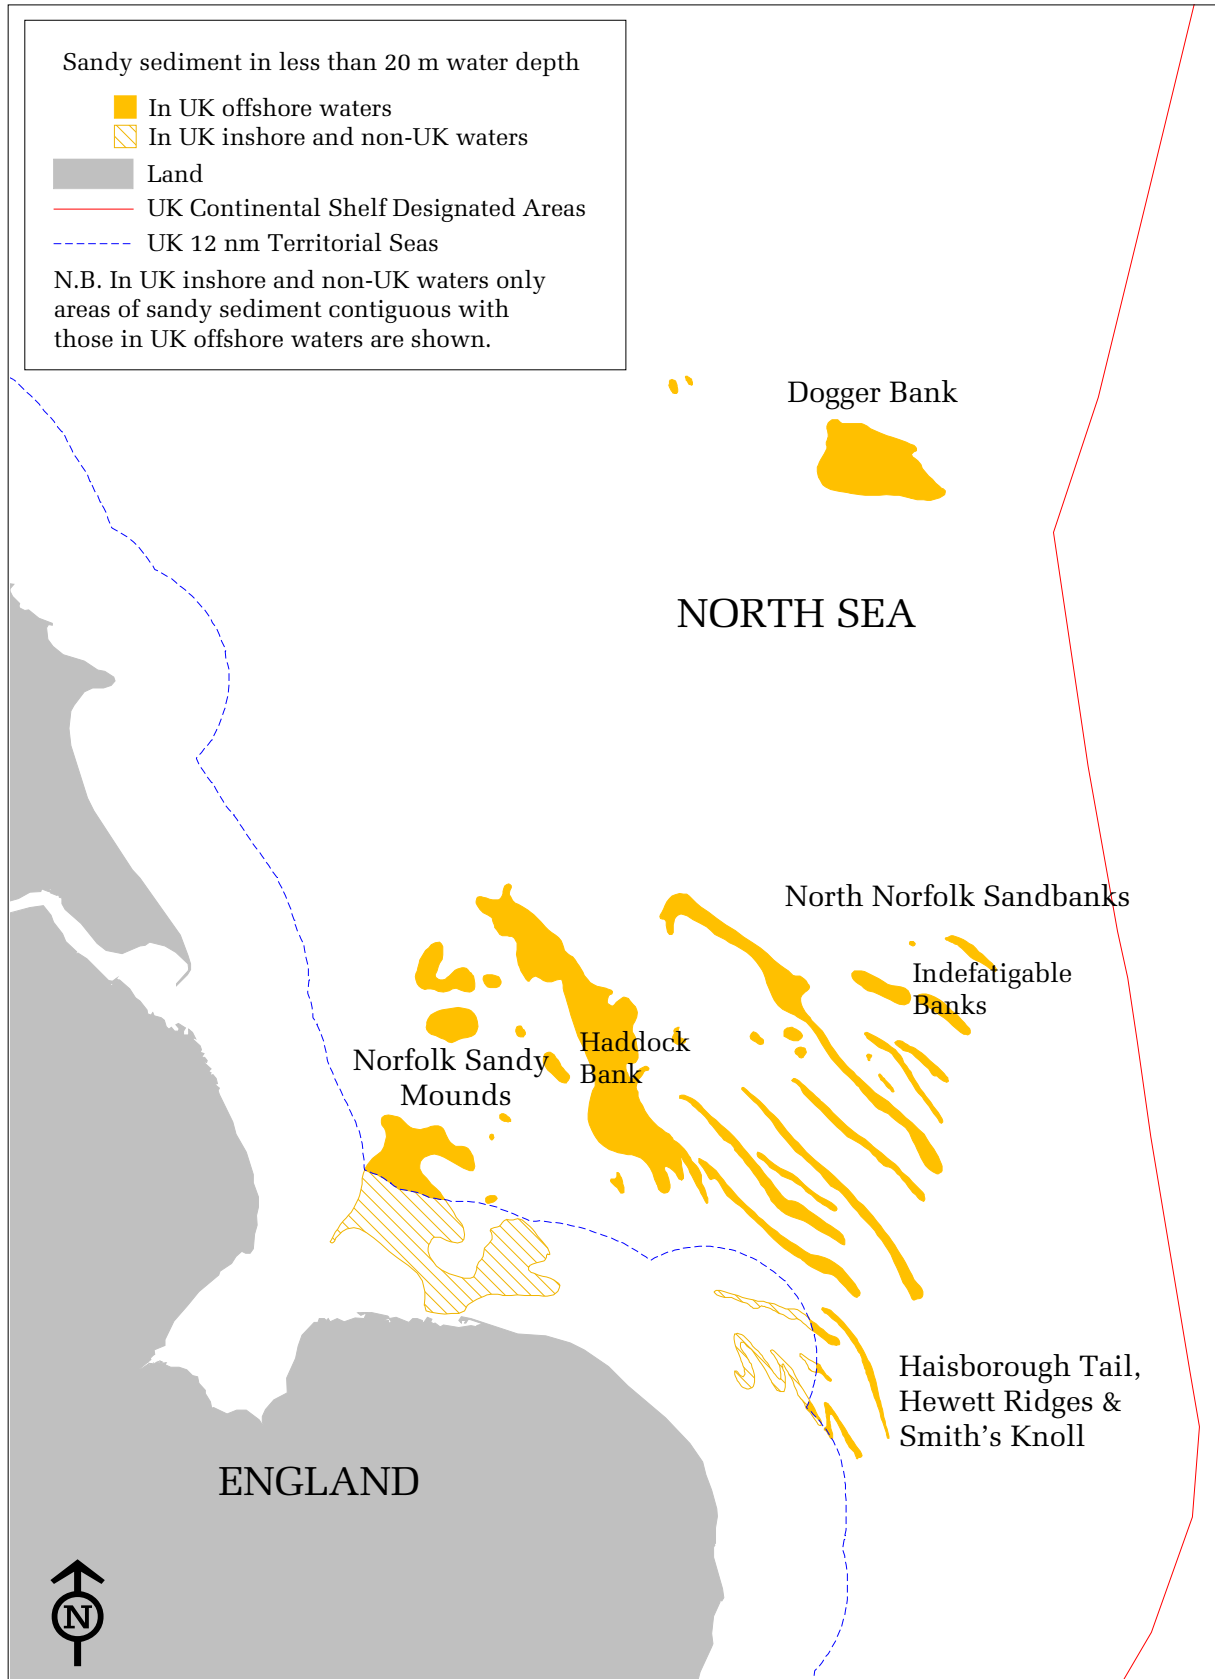 Sandy sediment in less than 20 m water depth
In UK offshore waters
In UK inshore and non-UK waters
Land
UK Continental Shelf Designated Areas
UK 12 nm Territorial Seas
N.B. In UK inshore and non-UK waters only
areas of sandy sediment contiguous with
those in UK offshore waters are shown.
Dogger Bank
NORTH SEA
North Norfolk Sandbanks
Indefatigable
Banks
Haddock
Bank
Norfolk Sandy
Mounds
Haisborough Tail,
Hewett Ridges &
Smith’s Knoll
ENGLAND
N